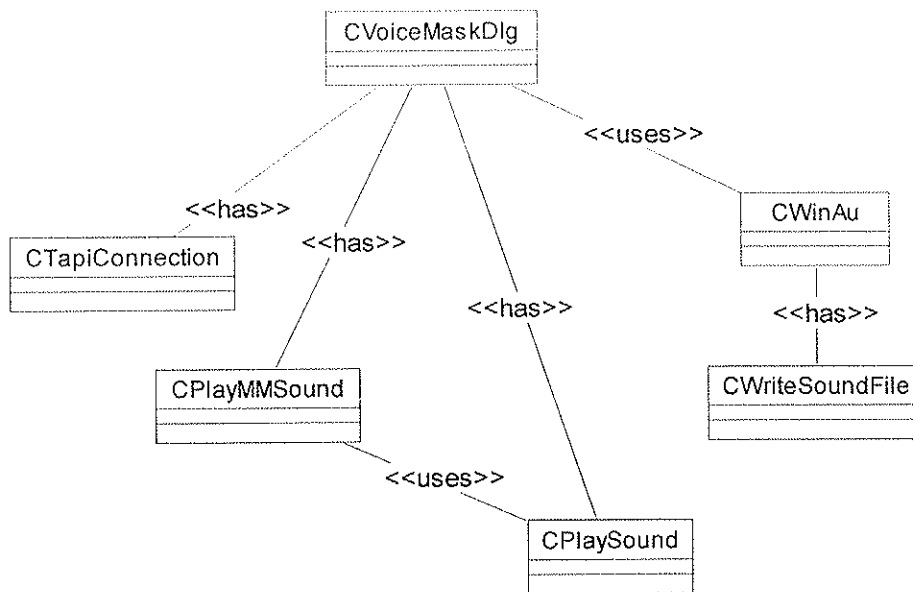 CVoiceMaskDlg
<<uses>>
<<has>>
CWinAu
<<has>>
CTapiConnection
<<has>>
<<has>>
CPlayMMSound
CWriteSoundFile
<<uses>>
CPlaySound